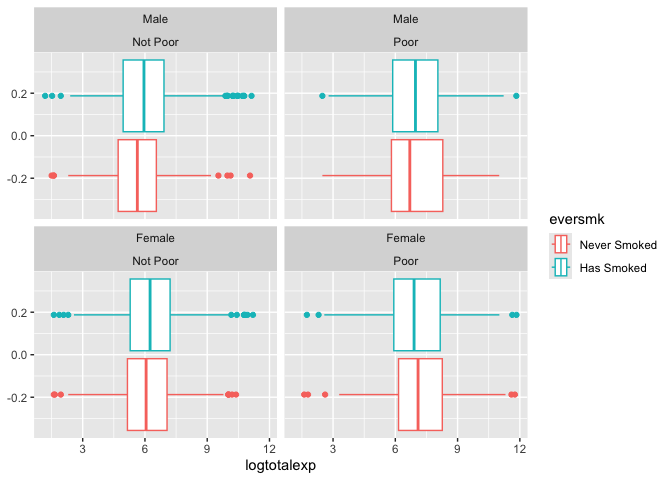 Male
Not Poor
Male
Poor
0.2
0.0
-0.2
Female
Not Poor
Female
Poor
0.2
0.0
-0.2
3 6 9 12 3 6 9 12
logtotalexp
eversmk
Never Smoked
Has Smoked